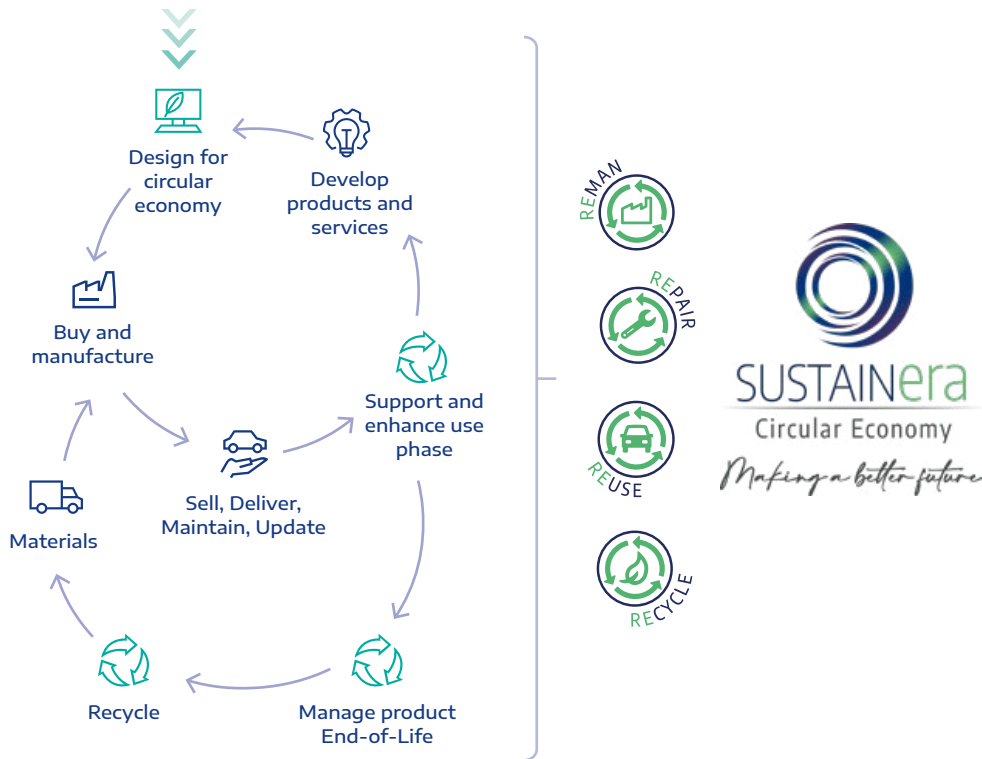 Design for
circular
economy
Develop
products and
services
Buy and
manufacture
Support and
enhance use
phase
Sell, Deliver,
Maintain, Update
Materials
Recycle
Manage product
End-of-Life
REMAN
REPAIR
REUSE
RECYCLE
SUSTAINera
Circular Economy
Making a better future